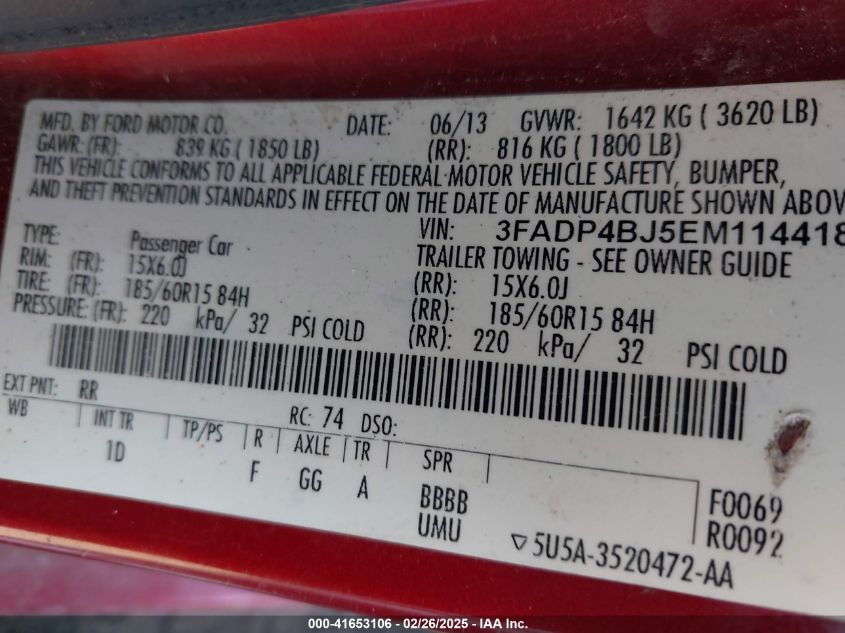 MFD. BY FORD MOTOR CO. DATE: 06/13 GVWR: 1642 KG ( 3620 LB)
GAWR: (FR): 839 KG ( 1850 LB) (RR): 816 KG ( 1800 LB)
THIS VEHICLE CONFORMS TO ALL APPLICABLE FEDERAL MOTOR VEHICLE SAFETY, BUMPER,
AND THEFT PREVENTION STANDARDS IN EFFECT ON THE DATE OF MANUFACTURE SHOWN ABOV
VIN: 3FADP4BJ5EM114418
TYPE: Passenger Car TRAILER TOWING - SEE OWNER GUIDE
RIM: (FR): 15X6.0J (RR): 15X6.0J
TIRE: (FR): 185/60R15 84H (RR): 185/60R15 84H
PRESSURE: (FR): 220 kPa/ 32 PSI COLD (RR): 220 kPa/ 32 PSI COLD
EXT PNT: RR RC: 74 DSO:
WB INT TR TP/PS R AXLE TR SPR
1D F GG A BBBB F0069
UMU R0092
▽5U5A-3520472-AA
000-41653106 - 02/26/2025 - © IAA Holdings, LLC.